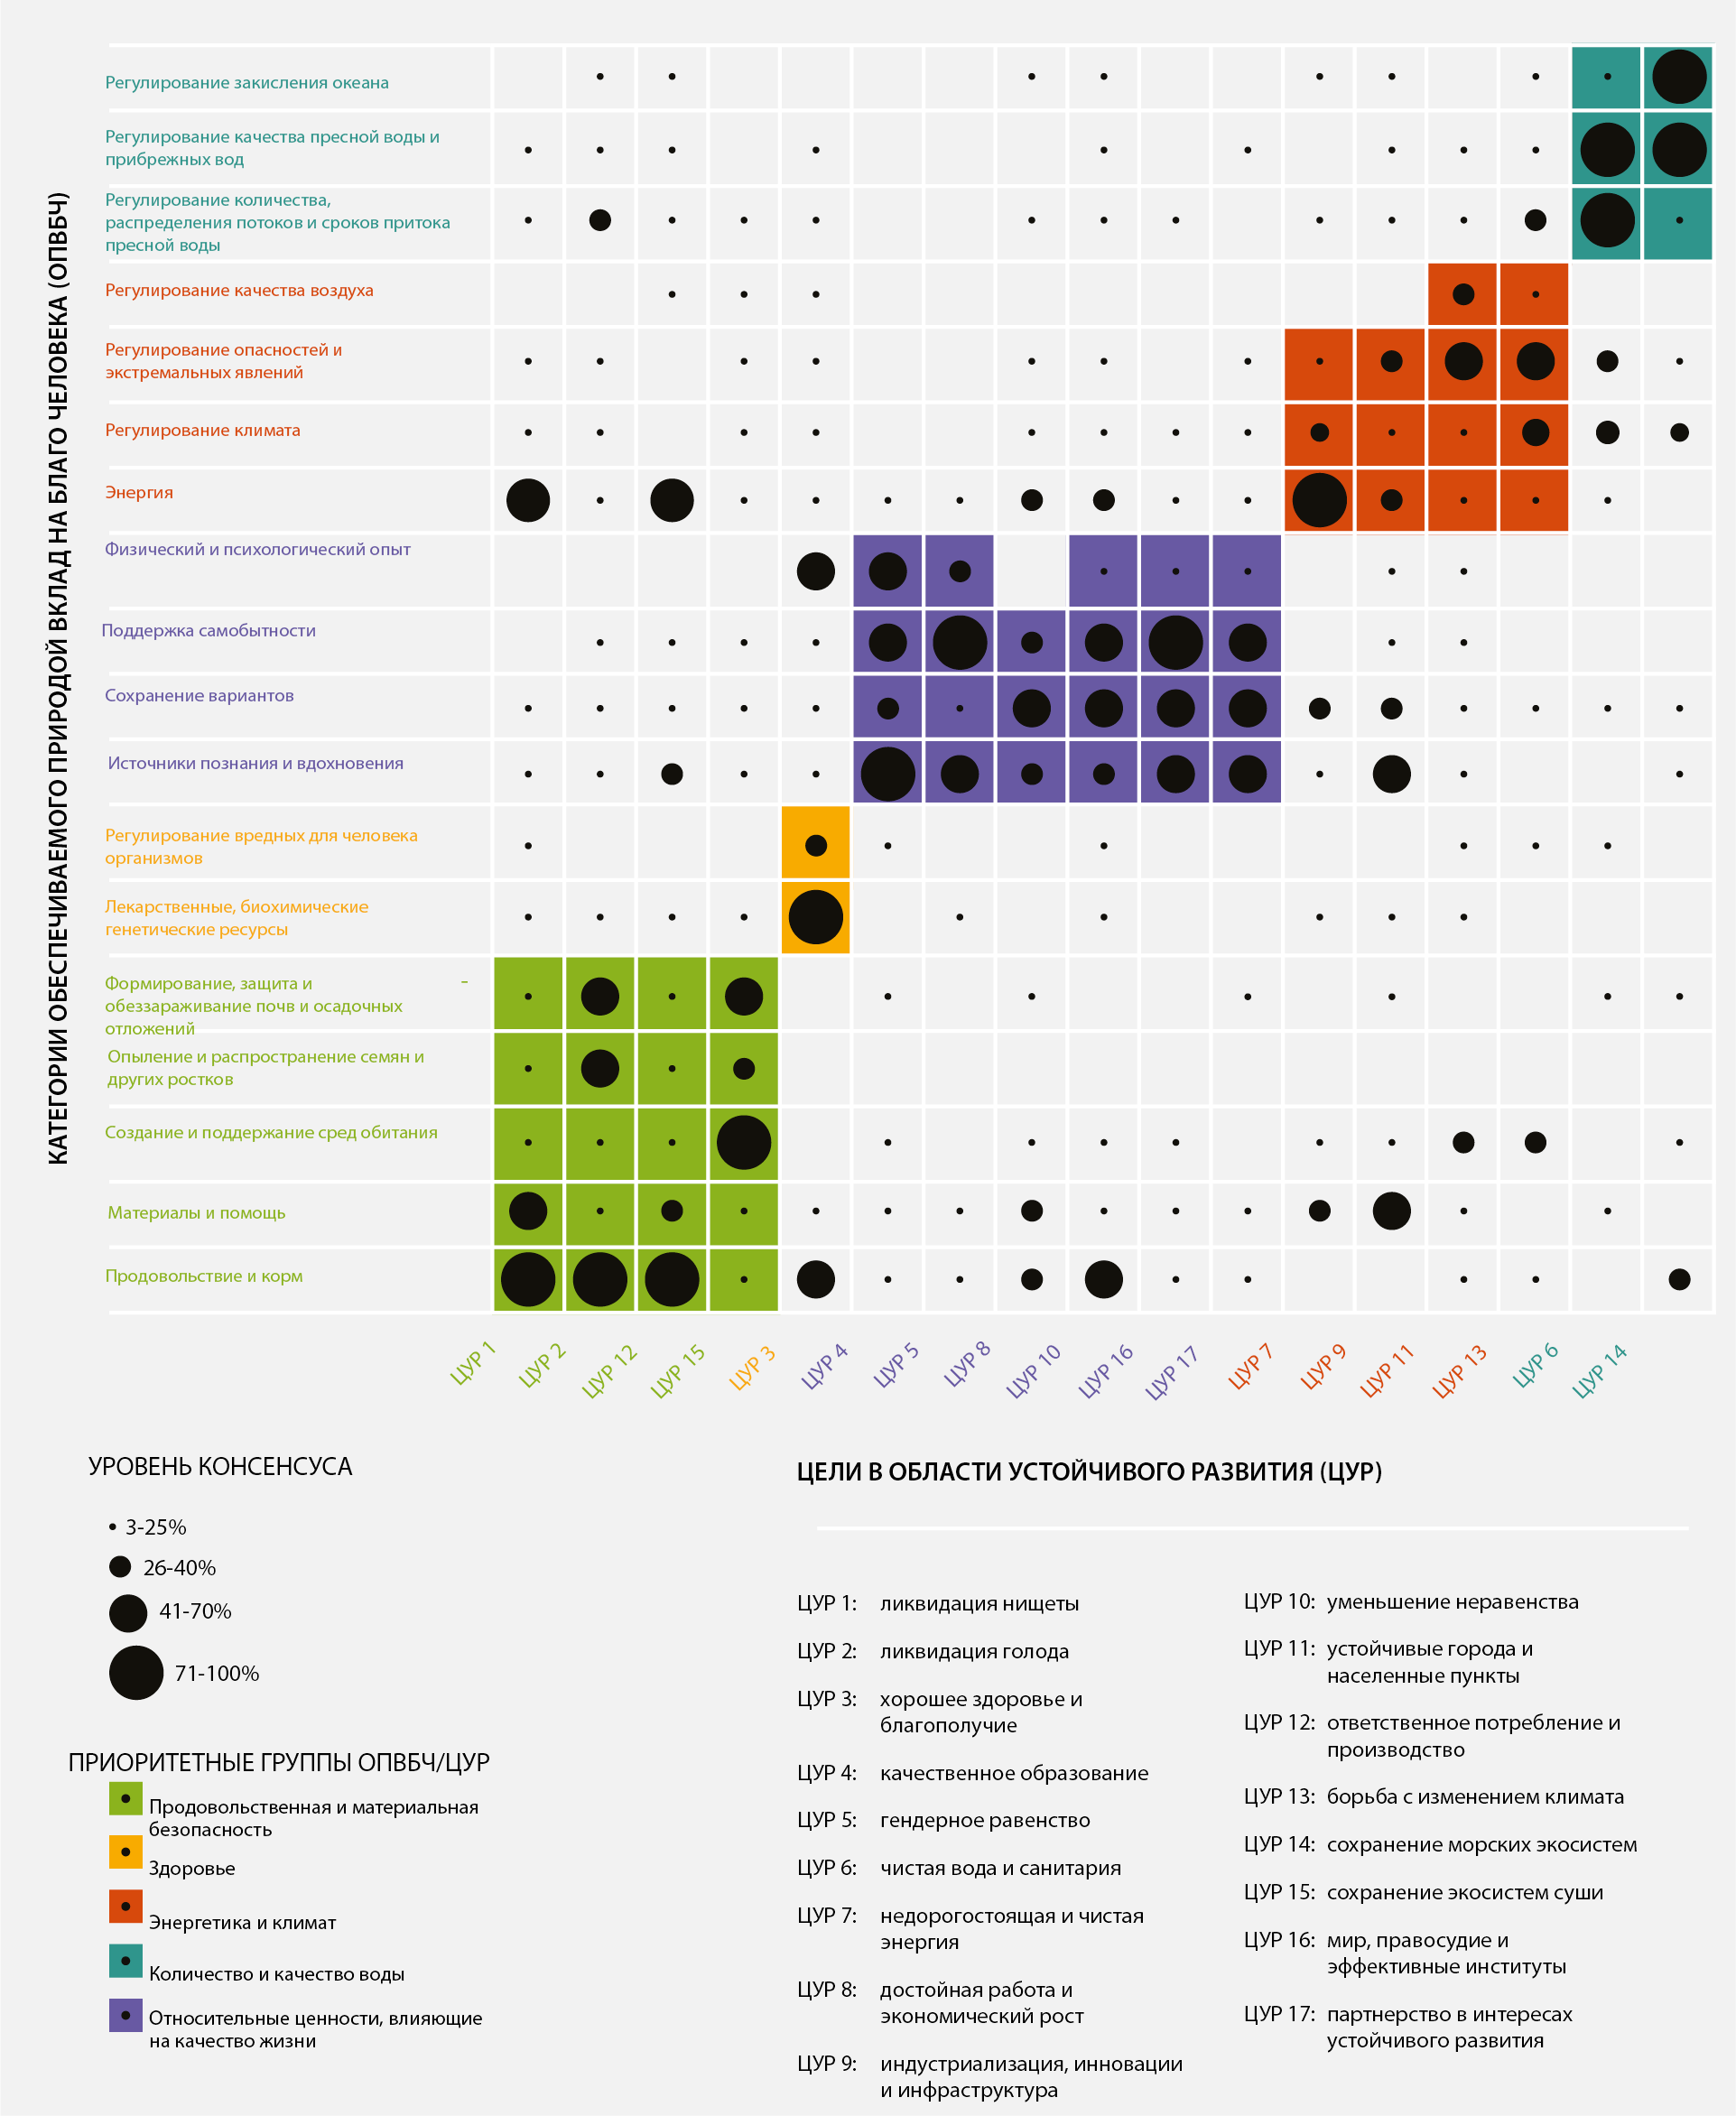 КАТЕГОРИИ ОБЕСПЕЧИВАЕМОГО ПРИРОДОЙ ВКЛАД НА БЛАГО ЧЕЛОВЕКА (ОПВБЧ)
Регулирование закисления океана
Регулирование качества пресной воды и
прибрежных вод
Регулирование количества,
распределения потоков и сроков притока
пресной воды
Регулирование качества воздуха
Регулирование опасностей и
экстремальных явлений
Регулирование климата
Энергия
Физический и психологический опыт
Поддержка самобытности
Сохранение вариантов
Источники познания и вдохновения
Регулирование вредных для человека
организмов
Лекарственные, биохимические
генетические ресурсы
Формирование, защита и -
обеззараживание почв и осадочных
отложений
Опыление и распространение семян и
других ростков
Создание и поддержание сред обитания
Материалы и помощь
Продовольствие и корм
ЦУР 1
ЦУР 2
ЦУР 12
ЦУР 15
ЦУР 3
ЦУР 4
ЦУР 5
ЦУР 8
ЦУР 10
ЦУР 16
ЦУР 17
ЦУР 7
ЦУР 9
ЦУР 11
ЦУР 13
ЦУР 6
ЦУР 14
УРОВЕНЬ КОНСЕНСУСА
3-25%
26-40%
41-70%
71-100%
ПРИОРИТЕТНЫЕ ГРУППЫ ОПВБЧ/ЦУР
Продовольственная и материальная
безопасность
Здоровье
Энергетика и климат
Количество и качество воды
Относительные ценности, влияющие
на качество жизни
ЦЕЛИ В ОБЛАСТИ УСТОЙЧИВОГО РАЗВИТИЯ (ЦУР)
ЦУР 1: ликвидация нищеты
ЦУР 2: ликвидация голода
ЦУР 3: хорошее здоровье и
благополучие
ЦУР 4: качественное образование
ЦУР 5: гендерное равенство
ЦУР 6: чистая вода и санитария
ЦУР 7: недорогостоящая и чистая
энергия
ЦУР 8: достойная работа и
экономический рост
ЦУР 9: индустриализация, инновации
и инфраструктура
ЦУР 10: уменьшение неравенства
ЦУР 11: устойчивые города и
населенные пункты
ЦУР 12: ответственное потребление и
производство
ЦУР 13: борьба с изменением климата
ЦУР 14: сохранение морских экосистем
ЦУР 15: сохранение экосистем суши
ЦУР 16: мир, правосудие и
эффективные институты
ЦУР 17: партнерство в интересах
устойчивого развития